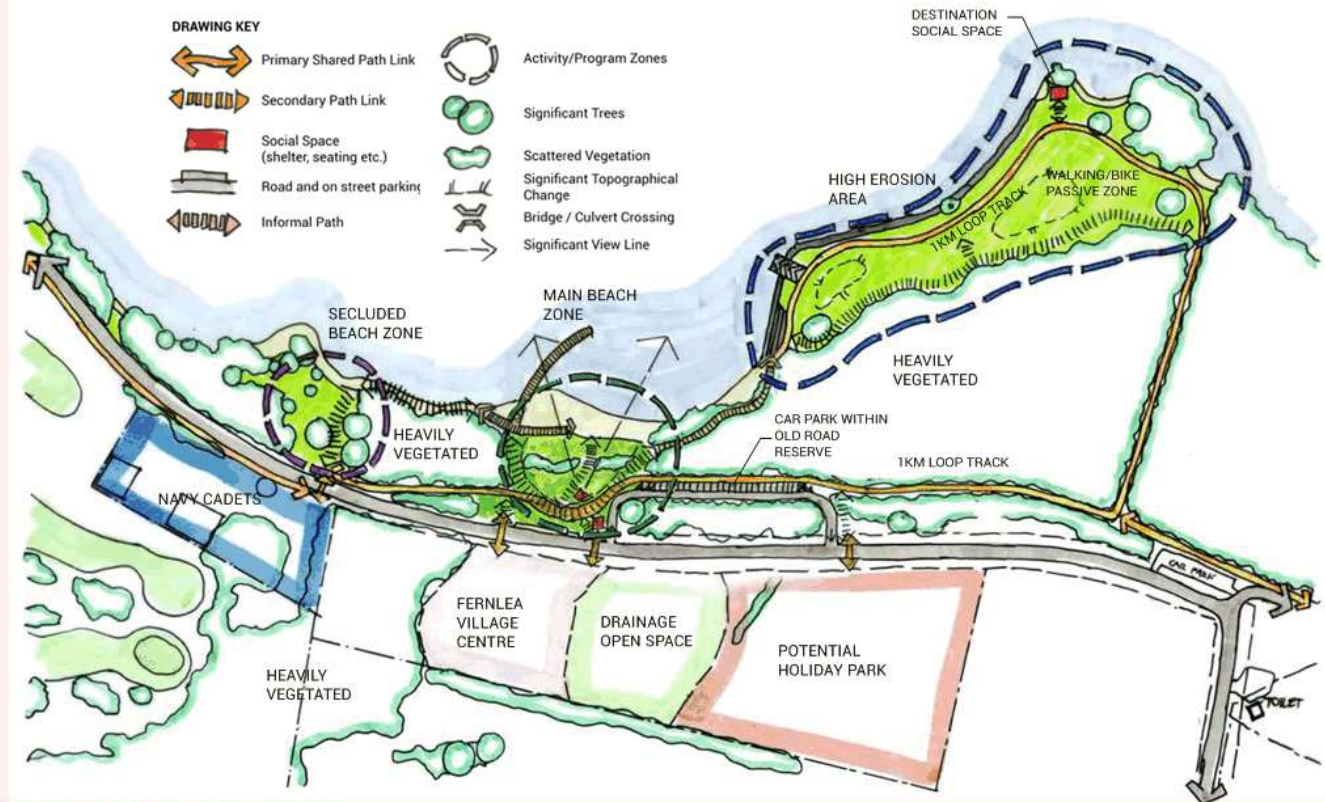 DRAWING KEY
Primary Shared Path Link
Secondary Path Link
Social Space
(shelter, seating etc.)
Road and on street parking
Informal Path
Activity/Program Zones
Significant Trees
Scattered Vegetation
Significant Topographical
Change
Bridge / Culvert Crossing
Significant View Line
DESTINATION
SOCIAL SPACE
HIGH EROSION
AREA
WALKING/BIKE
PASSIVE ZONE
1KM LOOP TRACK
MAIN BEACH
ZONE
SECLUDED
BEACH ZONE
HEAVILY
VEGETATED
HEAVILY
VEGETATED
CAR PARK WITHIN
OLD ROAD
RESERVE
1KM LOOP TRACK
NAVY CADETS
CAR PARK
FERNLEA
VILLAGE
CENTRE
DRAINAGE
OPEN SPACE
POTENTIAL
HOLIDAY PARK
HEAVILY
VEGETATED
TOILET